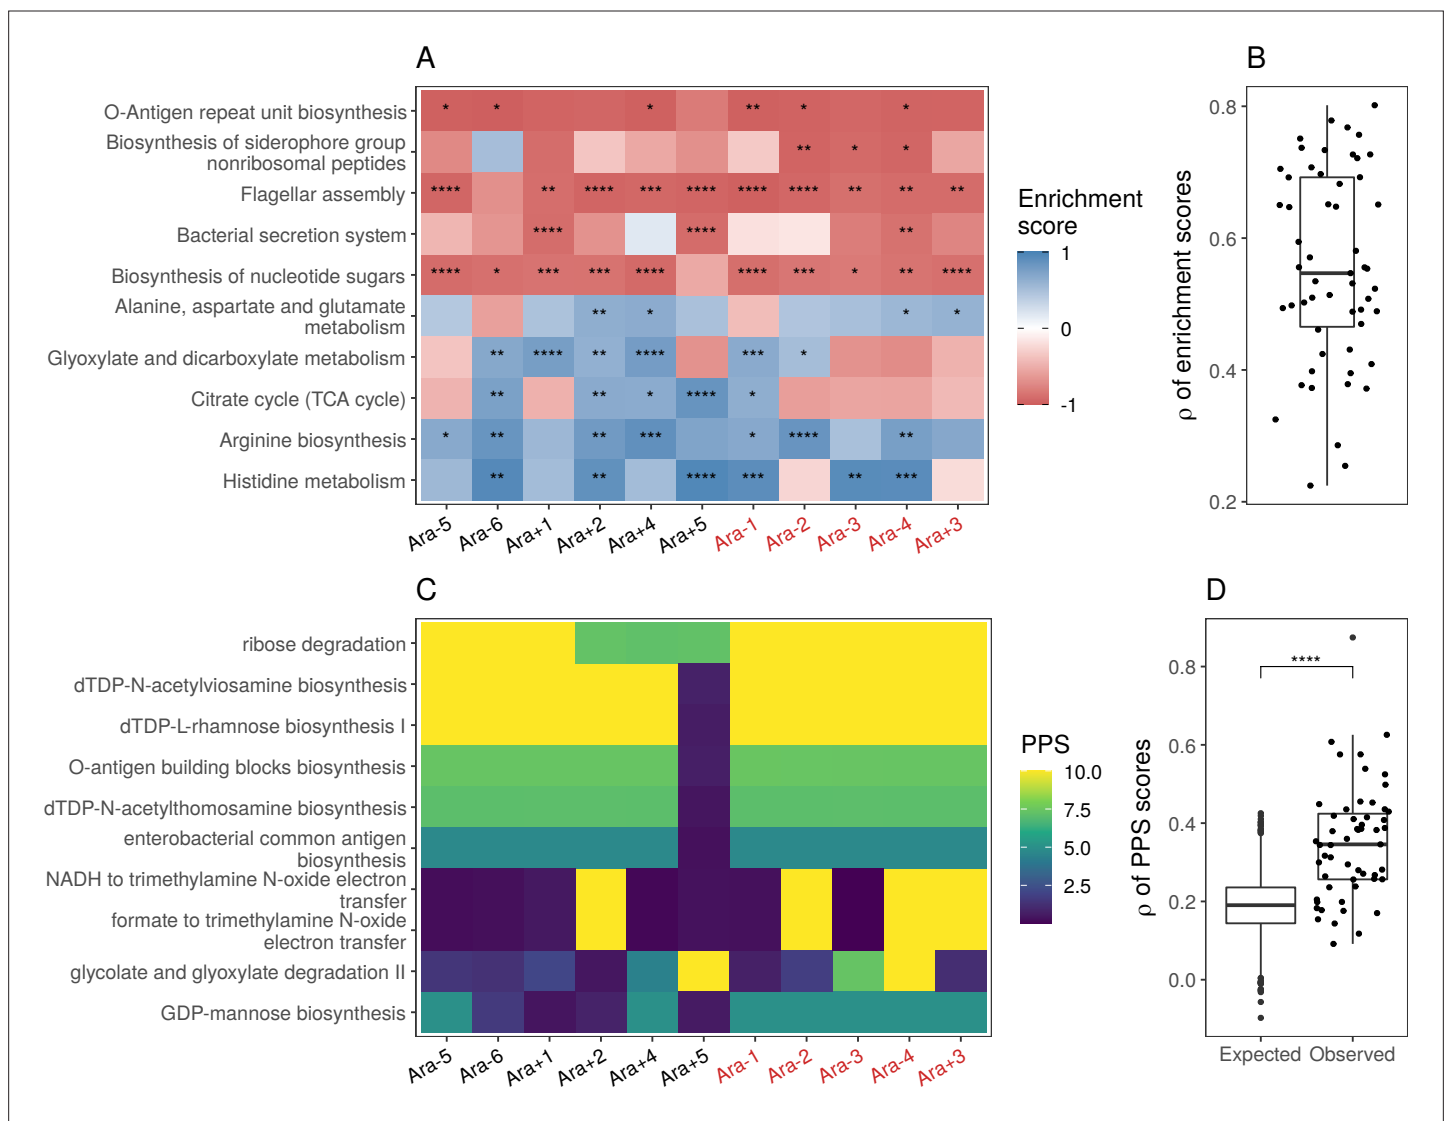 A
O-Antigen repeat unit biosynthesis
* * * ** * *
Biosynthesis of siderophore group
nonribosomal peptides
** * *
Flagellar assembly
**** ** **** *** **** **** **** ** ** **
Bacterial secretion system
**** **** **
Biosynthesis of nucleotide sugars
**** * *** *** **** **** *** * ** ****
Alanine, aspartate and glutamate
metabolism
** * * *
Glyoxylate and dicarboxylate metabolism
** **** ** **** *** *
Citrate cycle (TCA cycle)
** ** * **** *
Arginine biosynthesis
* ** ** *** * **** **
Histidine metabolism
** ** **** *** ** ***
Ara-5 Ara-6 Ara+1 Ara+2 Ara+4 Ara+5 Ara-1 Ara-2 Ara-3 Ara-4 Ara+3
Enrichment
score
1
0
-1
B
ρ of enrichment scores
0.8
0.6
0.4
0.2
C
ribose degradation
dTDP-N-acetylviosamine biosynthesis
dTDP-L-rhamnose biosynthesis I
O-antigen building blocks biosynthesis
dTDP-N-acetylthomosamine biosynthesis
enterobacterial common antigen
biosynthesis
NADH to trimethylamine N-oxide electron
transfer
formate to trimethylamine N-oxide
electron transfer
glycolate and glyoxylate degradation II
GDP-mannose biosynthesis
Ara-5 Ara-6 Ara+1 Ara+2 Ara+4 Ara+5 Ara-1 Ara-2 Ara-3 Ara-4 Ara+3
PPS
10.0
7.5
5.0
2.5
D
ρ of PPS scores
0.8
0.6
0.4
0.2
0.0
****
Expected Observed